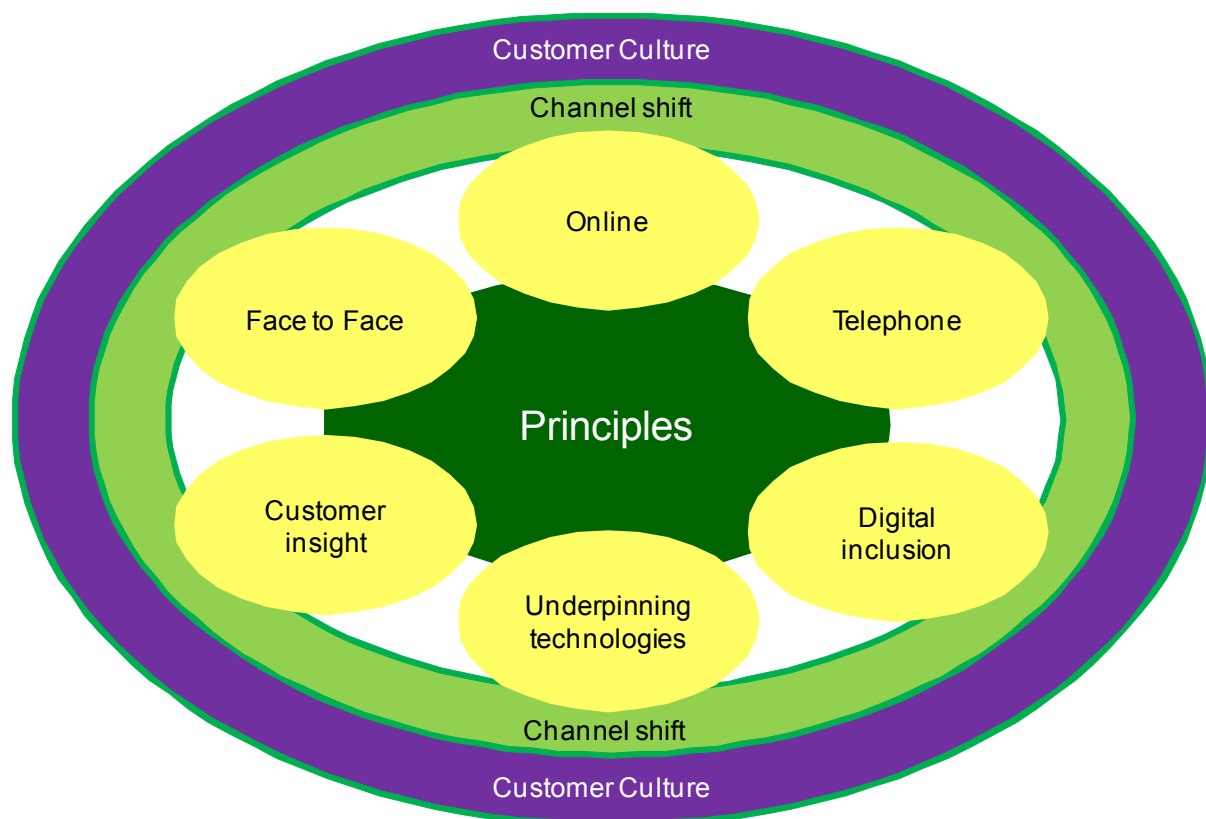 Customer Culture
Channel shift
Online
Face to Face
Telephone
Principles
Customer
insight
Digital
inclusion
Underpinning
technologies
Channel shift
Customer Culture